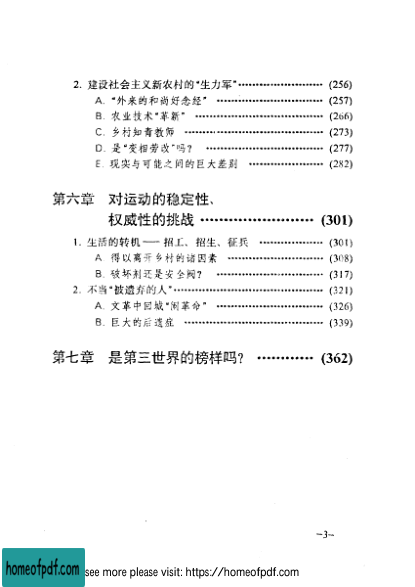 2. 建设社会主义新农村的“生力军”…………………… (256)
A. “外来的和尚好念经” ………………………… (257)
B. 农业技术“革新” ……………………………… (266)
C. 乡村知青教师 ………………………………… (273)
D. 是“变相劳改”吗? …………………………… (277)
E. 现实与可能之间的巨大差别 ………………… (282)
第六章 对运动的稳定性、
权威性的挑战 …………………… (301)
1. 生活的转机——招工、招生、征兵 ……………… (301)
A. 得以离开乡村的诸因素 ……………………… (308)
B. 破坏剂还是安全阀? ………………………… (317)
2. 不当“被遗弃的人”………………………………… (321)
A. 文革中回城“闹革命” ………………………… (326)
B. 巨大的后遗症 ………………………………… (339)
第七章 是第三世界的榜样吗? ………… (362)
—3—
homeofpdf.com
see more please visit: https://homeofpdf.com